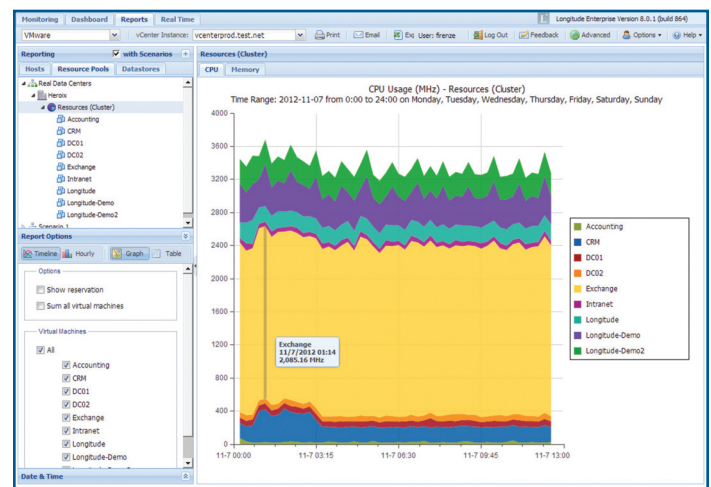 Monitoring Dashboard Reports Real Time
Longitude Enterprise Version 8.0.1 (build 864)
VMware vCenter Instance: vcenterprod.test.net Print Email Exc User: firenze Log Out Feedback Advanced Options Help
Reporting with Scenarios
Resources (Cluster)
Hosts Resource Pools Datastores
CPU Memory
Real Data Centers
Heroix
Resources (Cluster)
Accounting
CRM
DC01
DC02
Exchange
Intranet
Longitude
Longitude-Demo
Longitude-Demo2
Scenario 1
Report Options
Timeline Hourly Graph Table
Options
Show reservation
Sum all virtual machines
Virtual Machines
All
Accounting
CRM
DC01
DC02
Exchange
Intranet
Longitude
Longitude-Demo
Date & Time
CPU Usage (MHz) - Resources (Cluster)
Time Range: 2012-11-07 from 0:00 to 24:00 on Monday, Tuesday, Wednesday, Thursday, Friday, Saturday, Sunday
4000
3600
3200
2800
2400
2000
1600
1200
800
400
0
Exchange
11/7/2012 01:14
2,085.16 MHz
11-7 00:00 11-7 03:15 11-7 06:30 11-7 09:45 11-7 13:00
Accounting
CRM
DC01
DC02
Exchange
Intranet
Longitude
Longitude-Demo
Longitude-Demo2